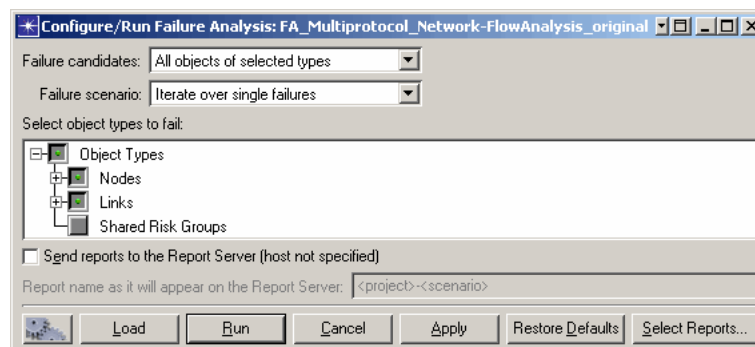 Configure/Run Failure Analysis: FA_Multiprotocol_Network-FlowAnalysis_original
Failure candidates: All objects of selected types
Failure scenario: Iterate over single failures
Select object types to fail:
Object Types
Nodes
Links
Shared Risk Groups
Send reports to the Report Server (host not specified)
Report name as it will appear on the Report Server: <project>-<scenario>
Load Run Cancel Apply Restore Defaults Select Reports...